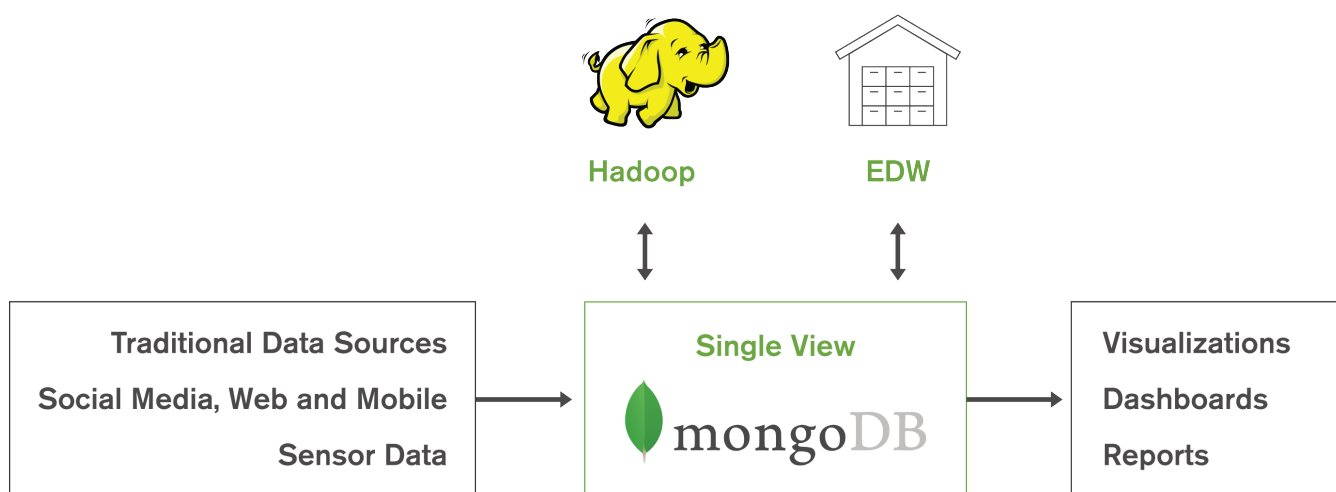 Hadoop
EDW
Traditional Data Sources
Social Media, Web and Mobile
Sensor Data
Single View
mongoDB
Visualizations
Dashboards
Reports